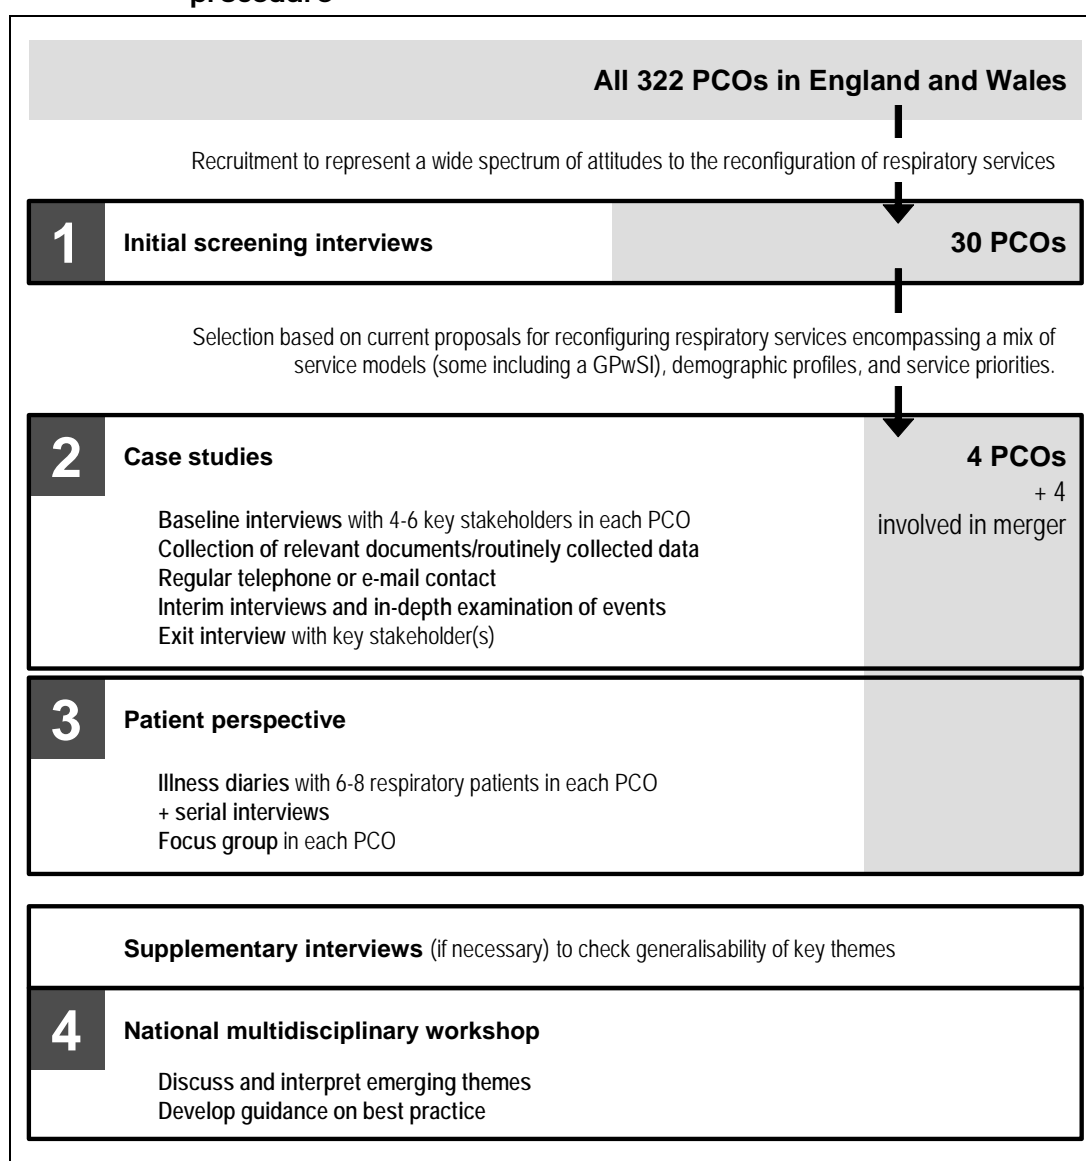 procedure
All 322 PCOs in England and Wales
Recruitment to represent a wide spectrum of attitudes to the reconfiguration of respiratory services
1
Initial screening interviews
30 PCOs
Selection based on current proposals for reconfiguring respiratory services encompassing a mix of
service models (some including a GPwSI), demographic profiles, and service priorities.
2
Case studies
4 PCOs
+ 4
involved in merger
Baseline interviews with 4-6 key stakeholders in each PCO
Collection of relevant documents/routinely collected data
Regular telephone or e-mail contact
Interim interviews and in-depth examination of events
Exit interview with key stakeholder(s)
3
Patient perspective
Illness diaries with 6-8 respiratory patients in each PCO
+ serial interviews
Focus group in each PCO
Supplementary interviews (if necessary) to check generalisability of key themes
4
National multidisciplinary workshop
Discuss and interpret emerging themes
Develop guidance on best practice